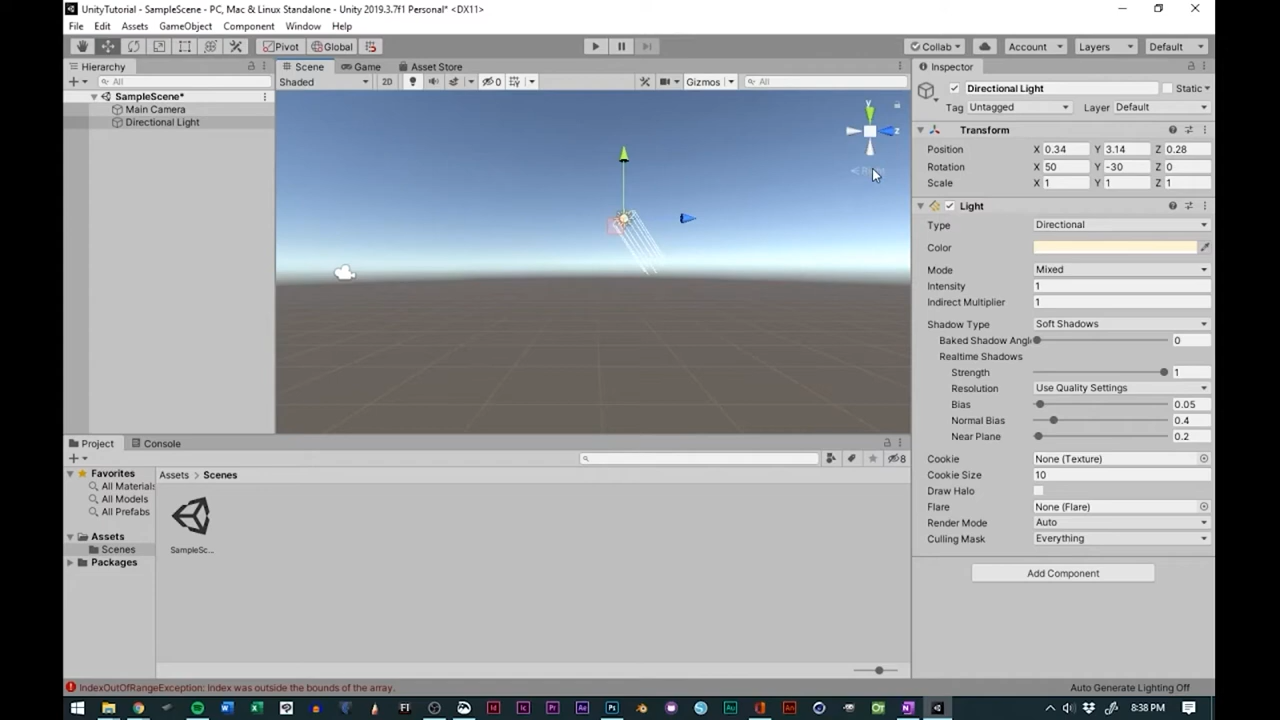 UnityTutorial - SampleScene - PC, Mac & Linux Standalone - Unity 2019.3.7f1 Personal* <DX11>
File Edit Assets GameObject Component Window Help
Pivot Global Collab Account Layers Default
Hierarchy Scene Game Asset Store Inspector
All Shaded 2D 0 Gizmos All
SampleScene*
Main Camera
Directional Light
y
z
Directional Light Static
Tag Untagged Layer Default
Transform
Position X 0.34 Y 3.14 Z 0.28
Rotation X 50 Y -30 Z 0
Scale X 1 Y 1 Z 1
Light
Type Directional
Color
Mode Mixed
Intensity 1
Indirect Multiplier 1
Shadow Type Soft Shadows
Baked Shadow Angl 0
Realtime Shadows
Strength 1
Resolution Use Quality Settings
Bias 0.05
Normal Bias 0.4
Near Plane 0.2
Cookie None (Texture)
Cookie Size 10
Draw Halo
Flare None (Flare)
Render Mode Auto
Culling Mask Everything
Add Component
Project Console
8
Favorites
All Materials
All Models
All Prefabs
Assets
Scenes
Packages
Assets Scenes
SampleSc...
IndexOutOfRangeException: Index was outside the bounds of the array.
Auto Generate Lighting Off
8:38 PM